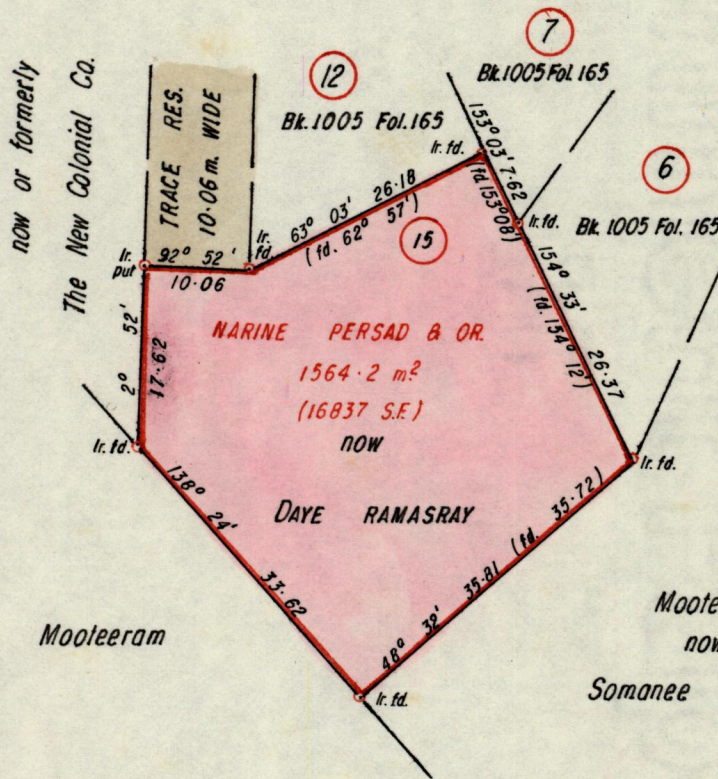 now or formerly
The New Colonial Co.
TRACE RES.
10·06 m. WIDE
12
Bk.1005 Fol.165
7
Bk.1005 Fol.165
6
Bk. 1005 Fol. 165
Ir. put
92° 52'
10·06
Ir. fd.
63° 03' 26·18
(fd. 62° 57')
Ir. fd.
153° 03' 7·62
(fd 153° 08')
Ir. fd.
15
154° 33' 26·37
(fd. 154° 12')
Ir. fd.
2° 52'
17·62
NARINE PERSAD & OR.
1564·2 m²
(16837 S.F.)
now
DAYE RAMASRAY
Ir. fd.
138° 24' 33·62
48° 32' 35·81 (fd. 35·72)
Ir. fd.
Mooteeram
Moote
now
Somanee